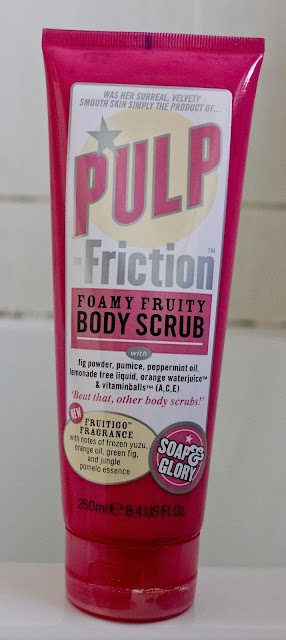 WAS HER SURREAL, VELVETY
SMOOTH SKIN SIMPLY THE PRODUCT OF...
PULP
Friction™
FOAMY FRUITY
BODY SCRUB
with
fig powder, pumice, peppermint oil,
lemonade tree liquid, orange waterjuice™
& vitaminballs™ (A,C,E)
'Beat that, other body scrubs!'
NEW
FRUITIGO™
FRAGRANCE
with notes of frozen yuzu,
orange oil, green fig,
and jungle
pomelo essence
SOAP &
GLORY
250ml ℮ 8.4 US Fl. Oz.